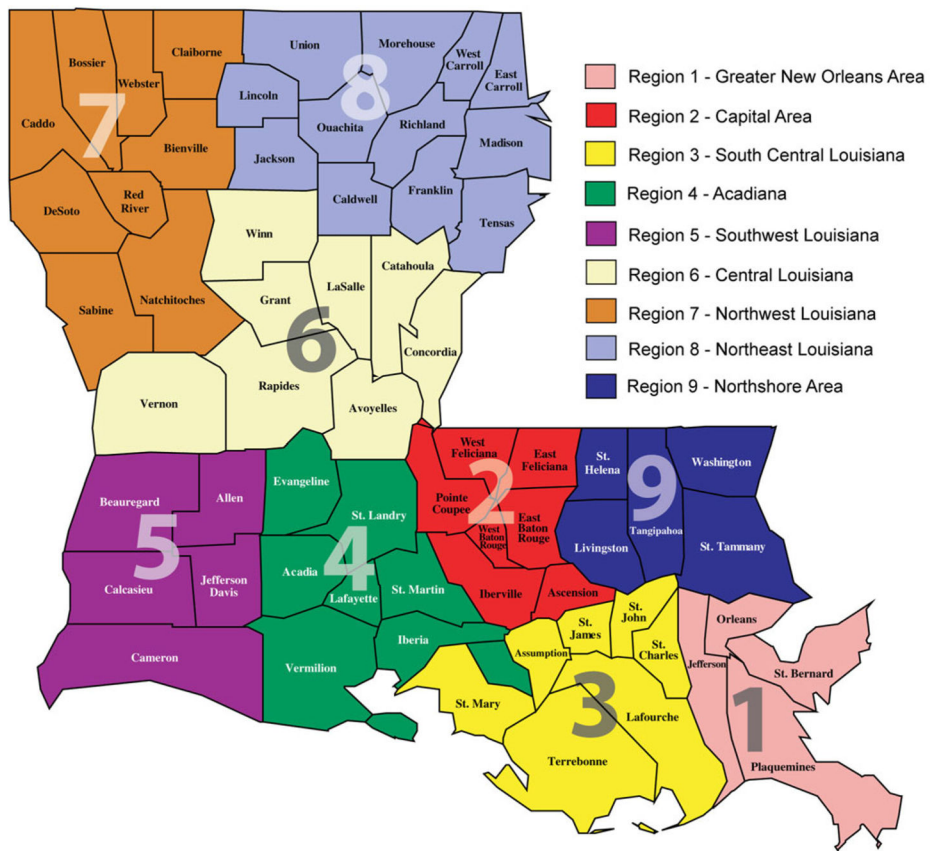 Union
Morehouse
West
Carroll
East
Carroll
Claiborne
Bossier
Webster
8
Lincoln
7
Caddo
Ouachita
Richland
Madison
Bienville
Jackson
Franklin
Caldwell
DeSoto
Red
River
Tensas
Winn
Catahoula
LaSalle
Grant
Sabine
Natchitoches
6
Concordia
Rapides
Vernon
Avoyelles
West
Feliciana
East
Feliciana
St.
Helena
Washington
Evangeline
2
9
Beauregard
Allen
Pointe
Coupee
St. Landry
East
Baton
Rouge
West
Baton
Rouge
Tangipahoa
5
4
Livingston
St. Tammany
Acadia
Calcasieu
Jefferson
Davis
Lafayette
St. Martin
Iberville
Ascension
St.
John
St.
James
Orleans
Iberia
Cameron
Vermilion
Assumption
St.
Charles
Jefferson
St. Bernard
St. Mary
3
1
Lafourche
Terrebonne
Plaquemines
Region 1 - Greater New Orleans Area
Region 2 - Capital Area
Region 3 - South Central Louisiana
Region 4 - Acadiana
Region 5 - Southwest Louisiana
Region 6 - Central Louisiana
Region 7 - Northwest Louisiana
Region 8 - Northeast Louisiana
Region 9 - Northshore Area